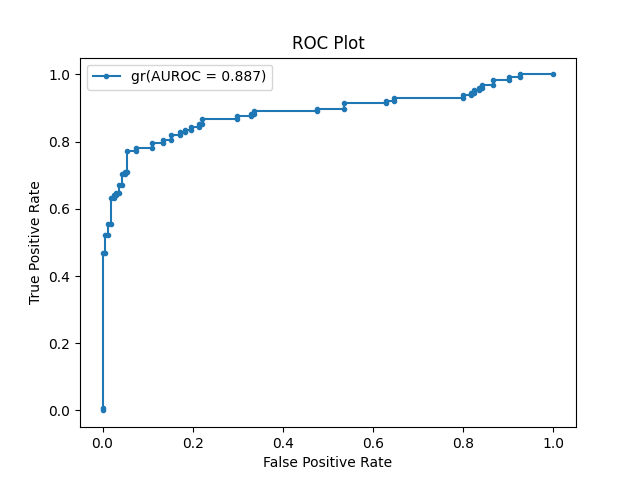 ROC Plot
gr(AUROC = 0.887)
1.0
0.8
0.6
0.4
0.2
0.0
True Positive Rate
0.0 0.2 0.4 0.6 0.8 1.0
False Positive Rate